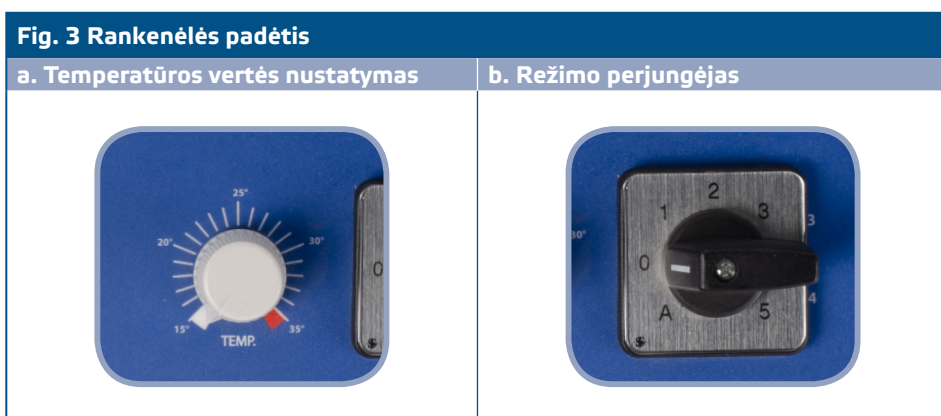 Fig. 3 Rankenėlės padėtis
a. Temperatūros vertės nustatymas
b. Režimo perjungėjas
25°
20°
30°
15°
35°
TEMP.
0
2
1
3
3
30°
0
4
A
5